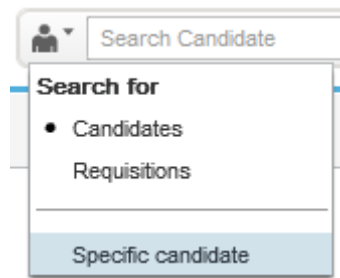 Search Candidate
Search for
Candidates
Requisitions
Specific candidate